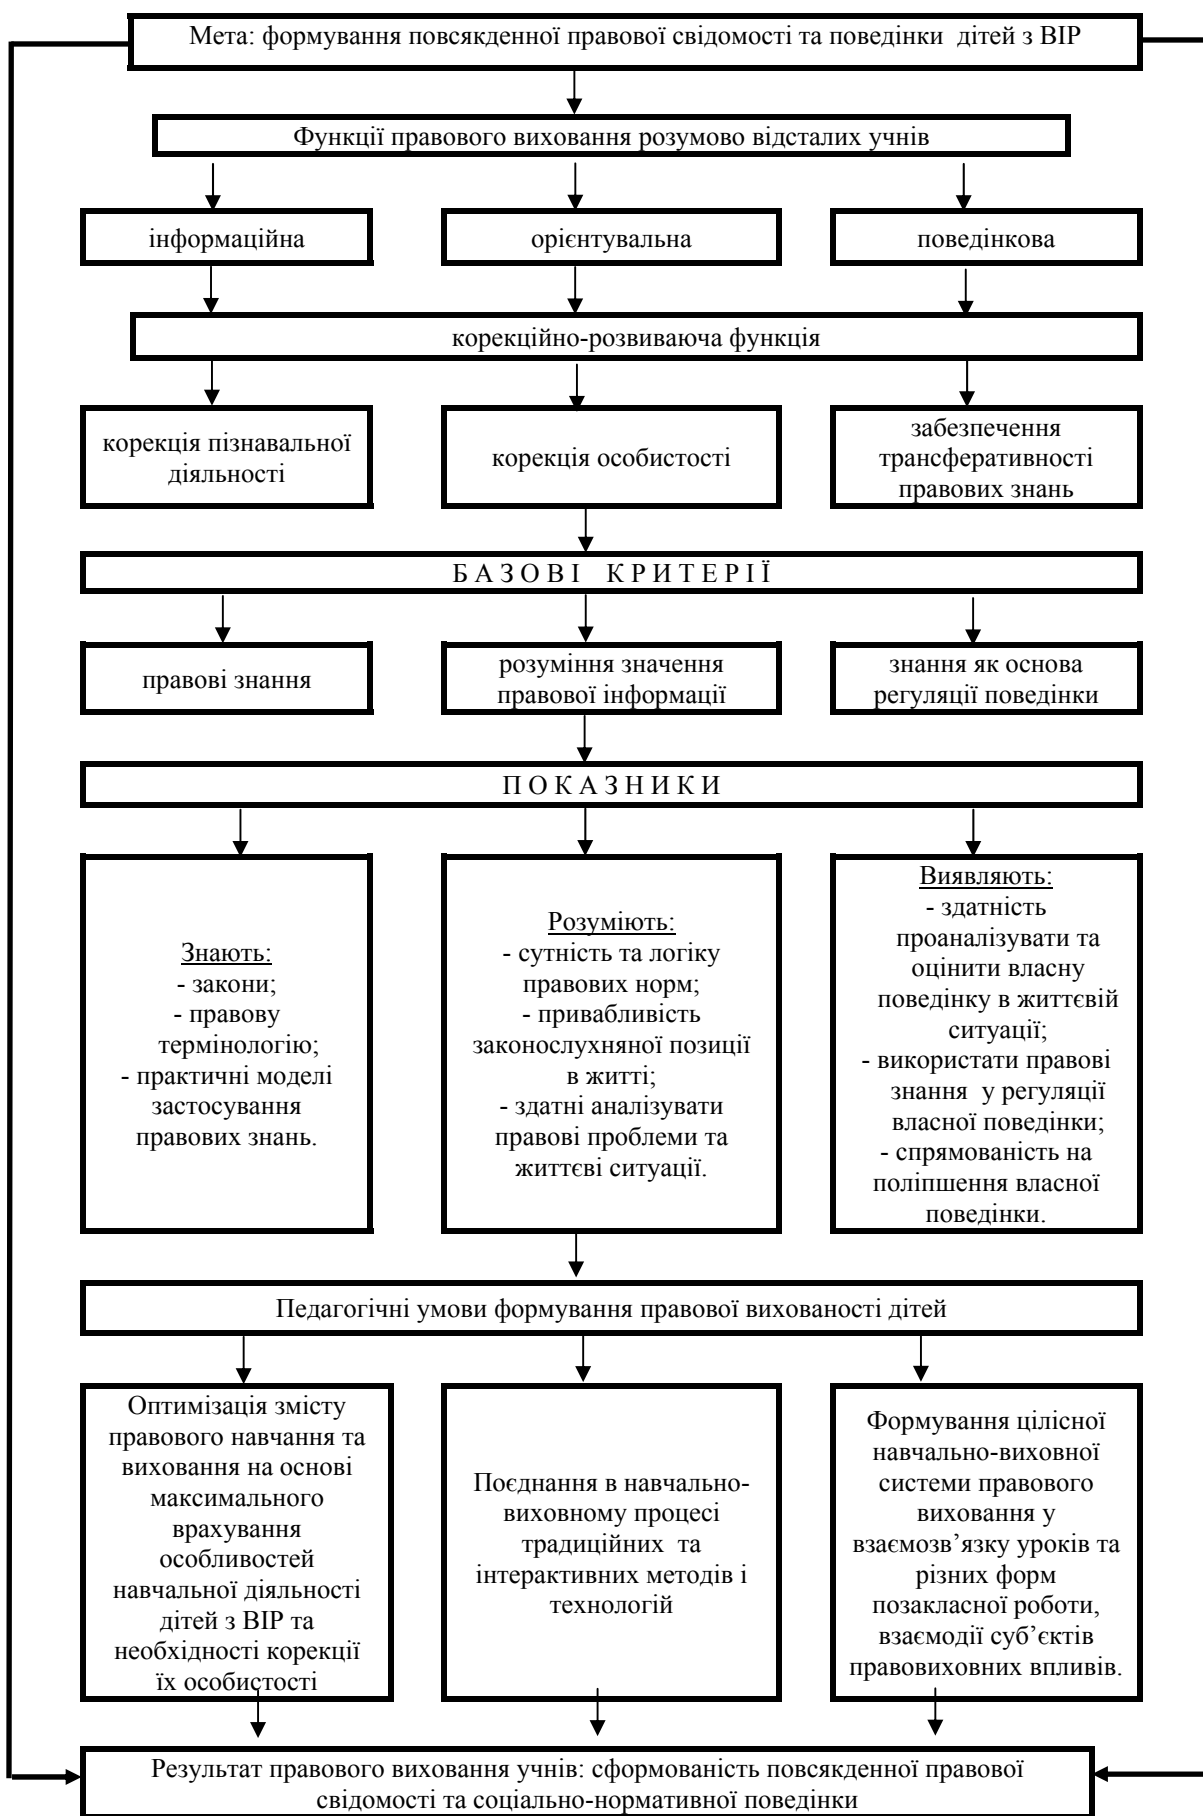 Мета: формування повсякденної правової свідомості та поведінки дітей з ВІР
Функції правового виховання розумово відсталих учнів
інформаційна
орієнтувальна
поведінкова
корекційно-розвиваюча функція
корекція пізнавальної
діяльності
корекція особистості
забезпечення
трансферативності
правових знань
БАЗОВІ КРИТЕРІЇ
правові знання
розуміння значення
правової інформації
знання як основа
регуляції поведінки
ПОКАЗНИКИ
Знають:
- закони;
- правову
термінологію;
- практичні моделі
застосування
правових знань.
Розуміють:
- сутність та логіку
правових норм;
- привабливість
законослухняної позиції
в житті;
- здатні аналізувати
правові проблеми та
життєві ситуації.
Виявляють:
- здатність
проаналізувати та
оцінити власну
поведінку в життєвій
ситуації;
- використати правові
знання у регуляції
власної поведінки;
- спрямованість на
поліпшення власної
поведінки.
Педагогічні умови формування правової вихованості дітей
Оптимізація змісту
правового навчання та
виховання на основі
максимального
врахування
особливостей
навчальної діяльності
дітей з ВІР та
необхідності корекції
їх особистості
Поєднання в навчально-
виховному процесі
традиційних та
інтерактивних методів і
технологій
Формування цілісної
навчально-виховної
системи правового
виховання у
взаємозв’язку уроків та
різних форм
позакласної роботи,
взаємодії суб’єктів
правовиховних впливів.
Результат правового виховання учнів: сформованість повсякденної правової
свідомості та соціально-нормативної поведінки